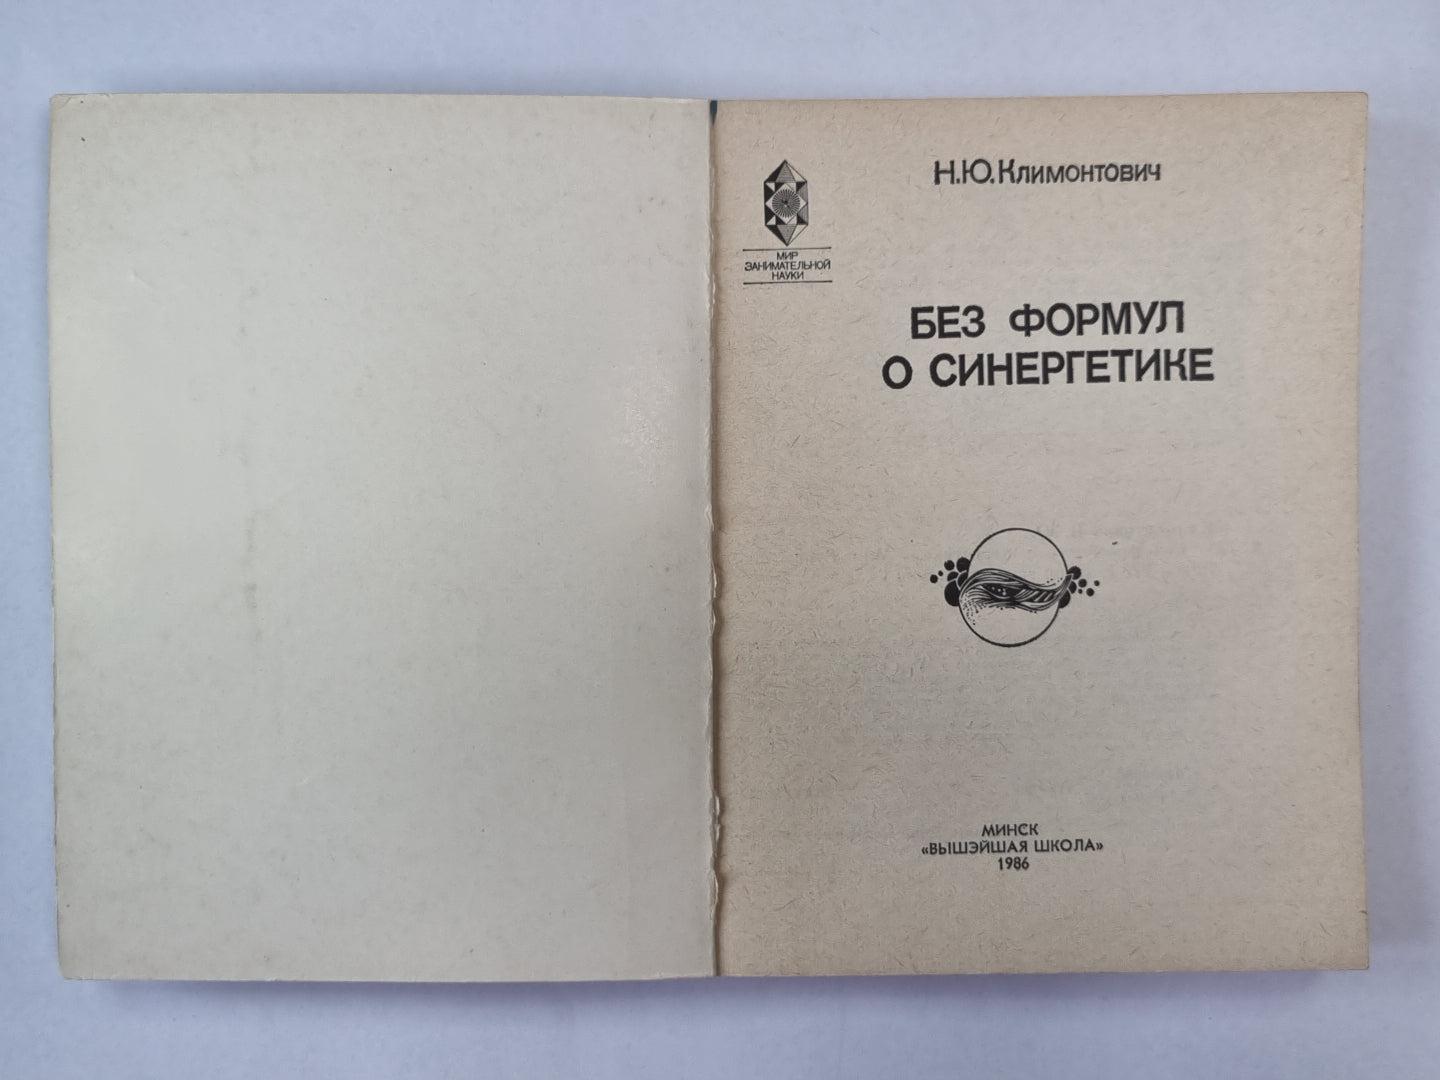 Н.Ю.Климонтович
МИР
ЗАНИМАТЕЛЬНОЙ
НАУКИ
БЕЗ ФОРМУЛ
О СИНЕРГЕТИКЕ
МИНСК
«ВЫШЭЙШАЯ ШКОЛА»
1986